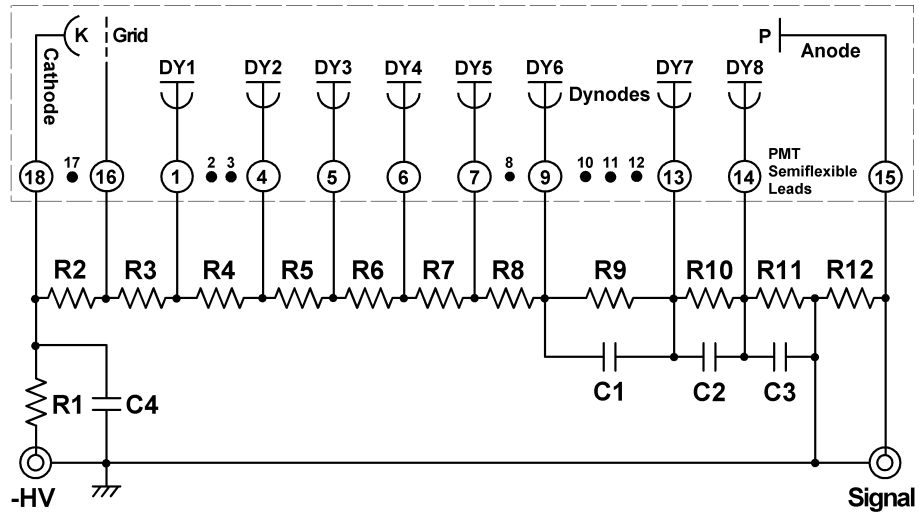 K Grid P Anode
Cathode
DY1 DY2 DY3 DY4 DY5 DY6 DY7 DY8
Dynodes
17 2 3 8 10 11 12
18 16 1 4 5 6 7 9 13 14 15
PMT
Semiflexible
Leads
R2 R3 R4 R5 R6 R7 R8 R9 R10 R11 R12
R1 C4 C1 C2 C3
-HV Signal